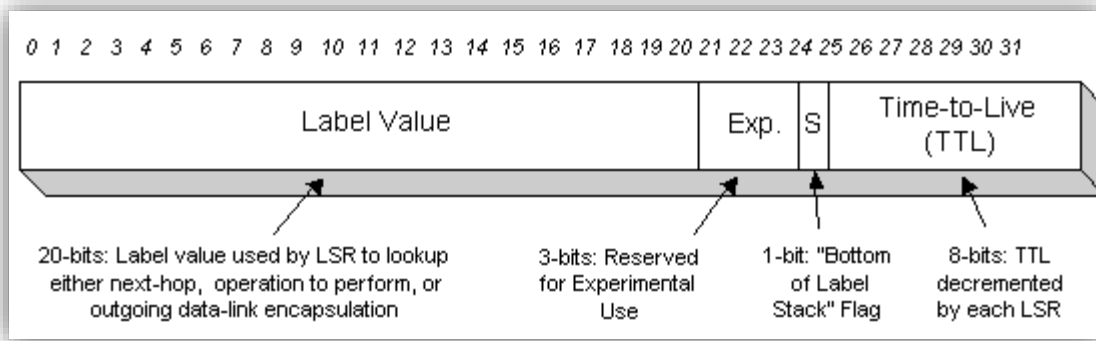 0 1 2 3 4 5 6 7 8 9 10 11 12 13 14 15 16 17 18 19 20 21 22 23 24 25 26 27 28 29 30 31
Label Value
Exp.
S
Time-to-Live
(TTL)
20-bits: Label value used by LSR to lookup
either next-hop, operation to perform, or
outgoing data-link encapsulation
3-bits: Reserved
for Experimental
Use
1-bit: "Bottom
of Label
Stack" Flag
8-bits: TTL
decremented
by each LSR